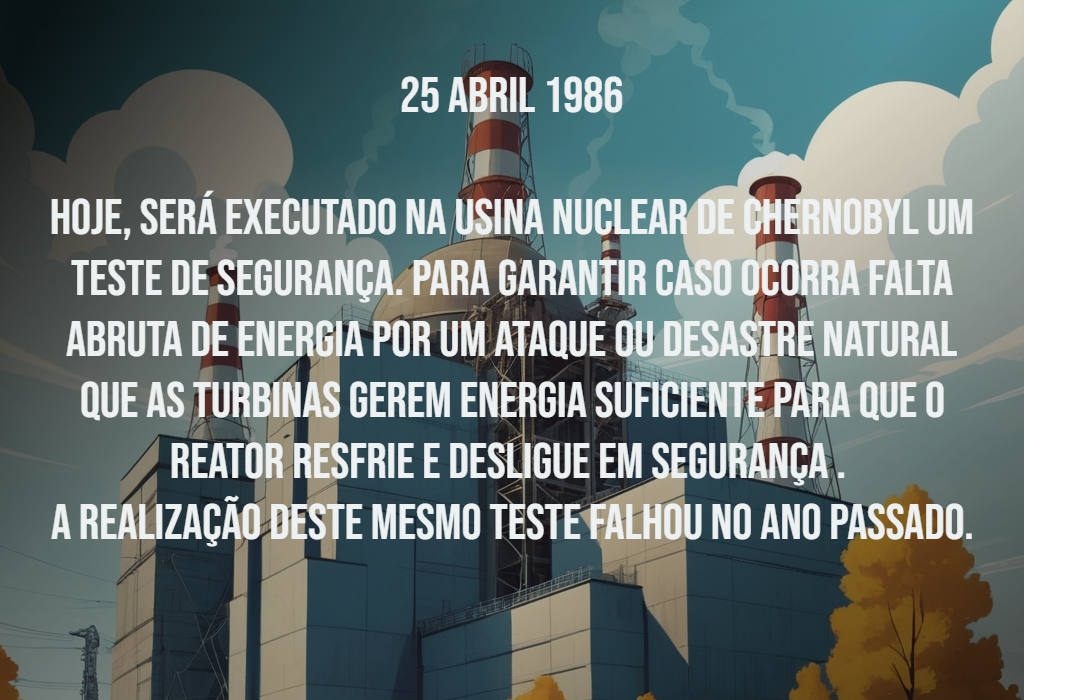 25 ABRIL 1986
HOJE, SERÁ EXECUTADO NA USINA NUCLEAR DE CHERNOBYL UM
TESTE DE SEGURANÇA. PARA GARANTIR CASO OCORRA FALTA
ABRUTA DE ENERGIA POR UM ATAQUE OU DESASTRE NATURAL
QUE AS TURBINAS GEREM ENERGIA SUFICIENTE PARA QUE O
REATOR RESFRIE E DESLIGUE EM SEGURANÇA .
A REALIZAÇÃO DESTE MESMO TESTE FALHOU NO ANO PASSADO.